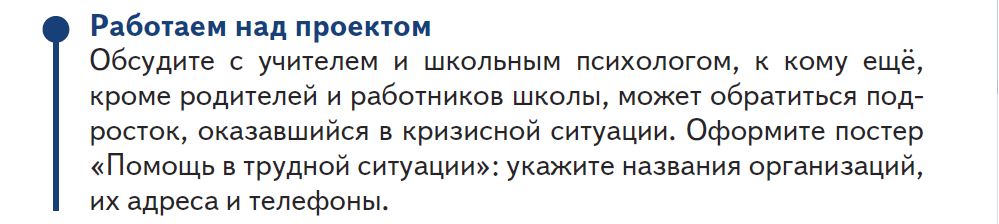 Работаем над проектом
Обсудите с учителем и школьным психологом, к кому ещё,
кроме родителей и работников школы, может обратиться под-
росток, оказавшийся в кризисной ситуации. Оформите постер
«Помощь в трудной ситуации»: укажите названия организаций,
их адреса и телефоны.